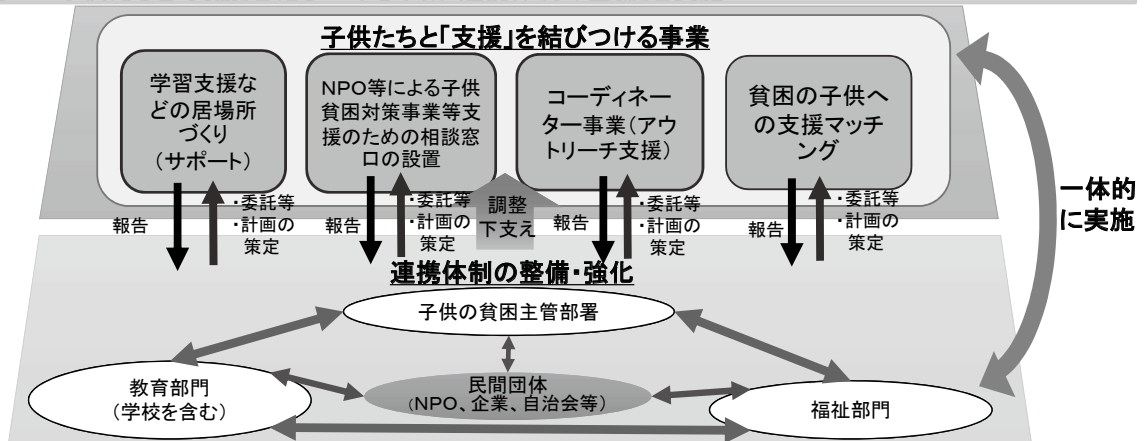 子供たちと「支援」を結びつける事業
学習支援な
どの居場所
づくり
（サポート）
NPO等による子供
貧困対策事業等支
援のための相談窓
口の設置
コーディネー
ター事業（アウ
トリーチ支援）
貧困の子供へ
の支援マッチ
ング
報告
・委託等
・計画の
策定
報告
・委託等
・計画の
策定
調整
下支え
報告
・委託等
・計画の
策定
報告
・委託等
・計画の
策定
一体的
に実施
連携体制の整備・強化
子供の貧困主管部署
教育部門
（学校を含む）
民間団体
（NPO、企業、自治会等）
福祉部門